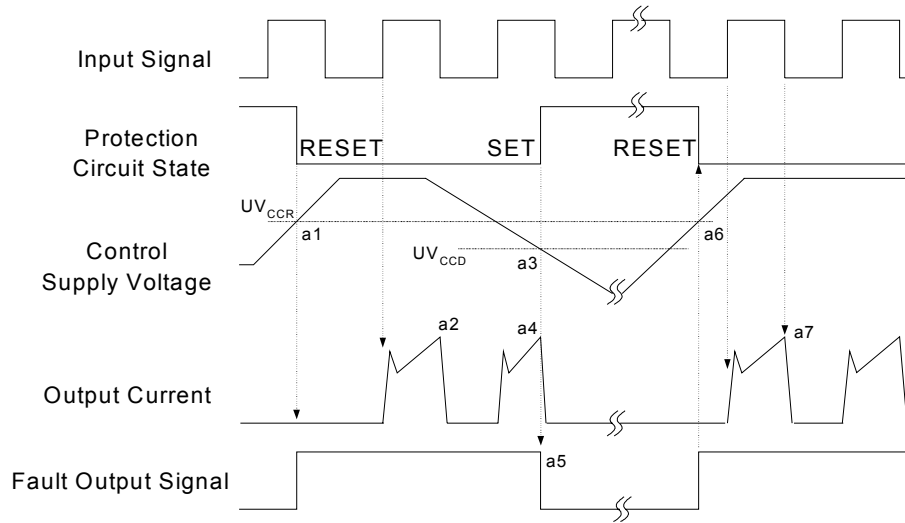 Input Signal
Protection
Circuit State
RESET
SET
RESET
UVCCR
a1
a6
Control
Supply Voltage
UVCCD
a3
a2
a4
a7
Output Current
a5
Fault Output Signal